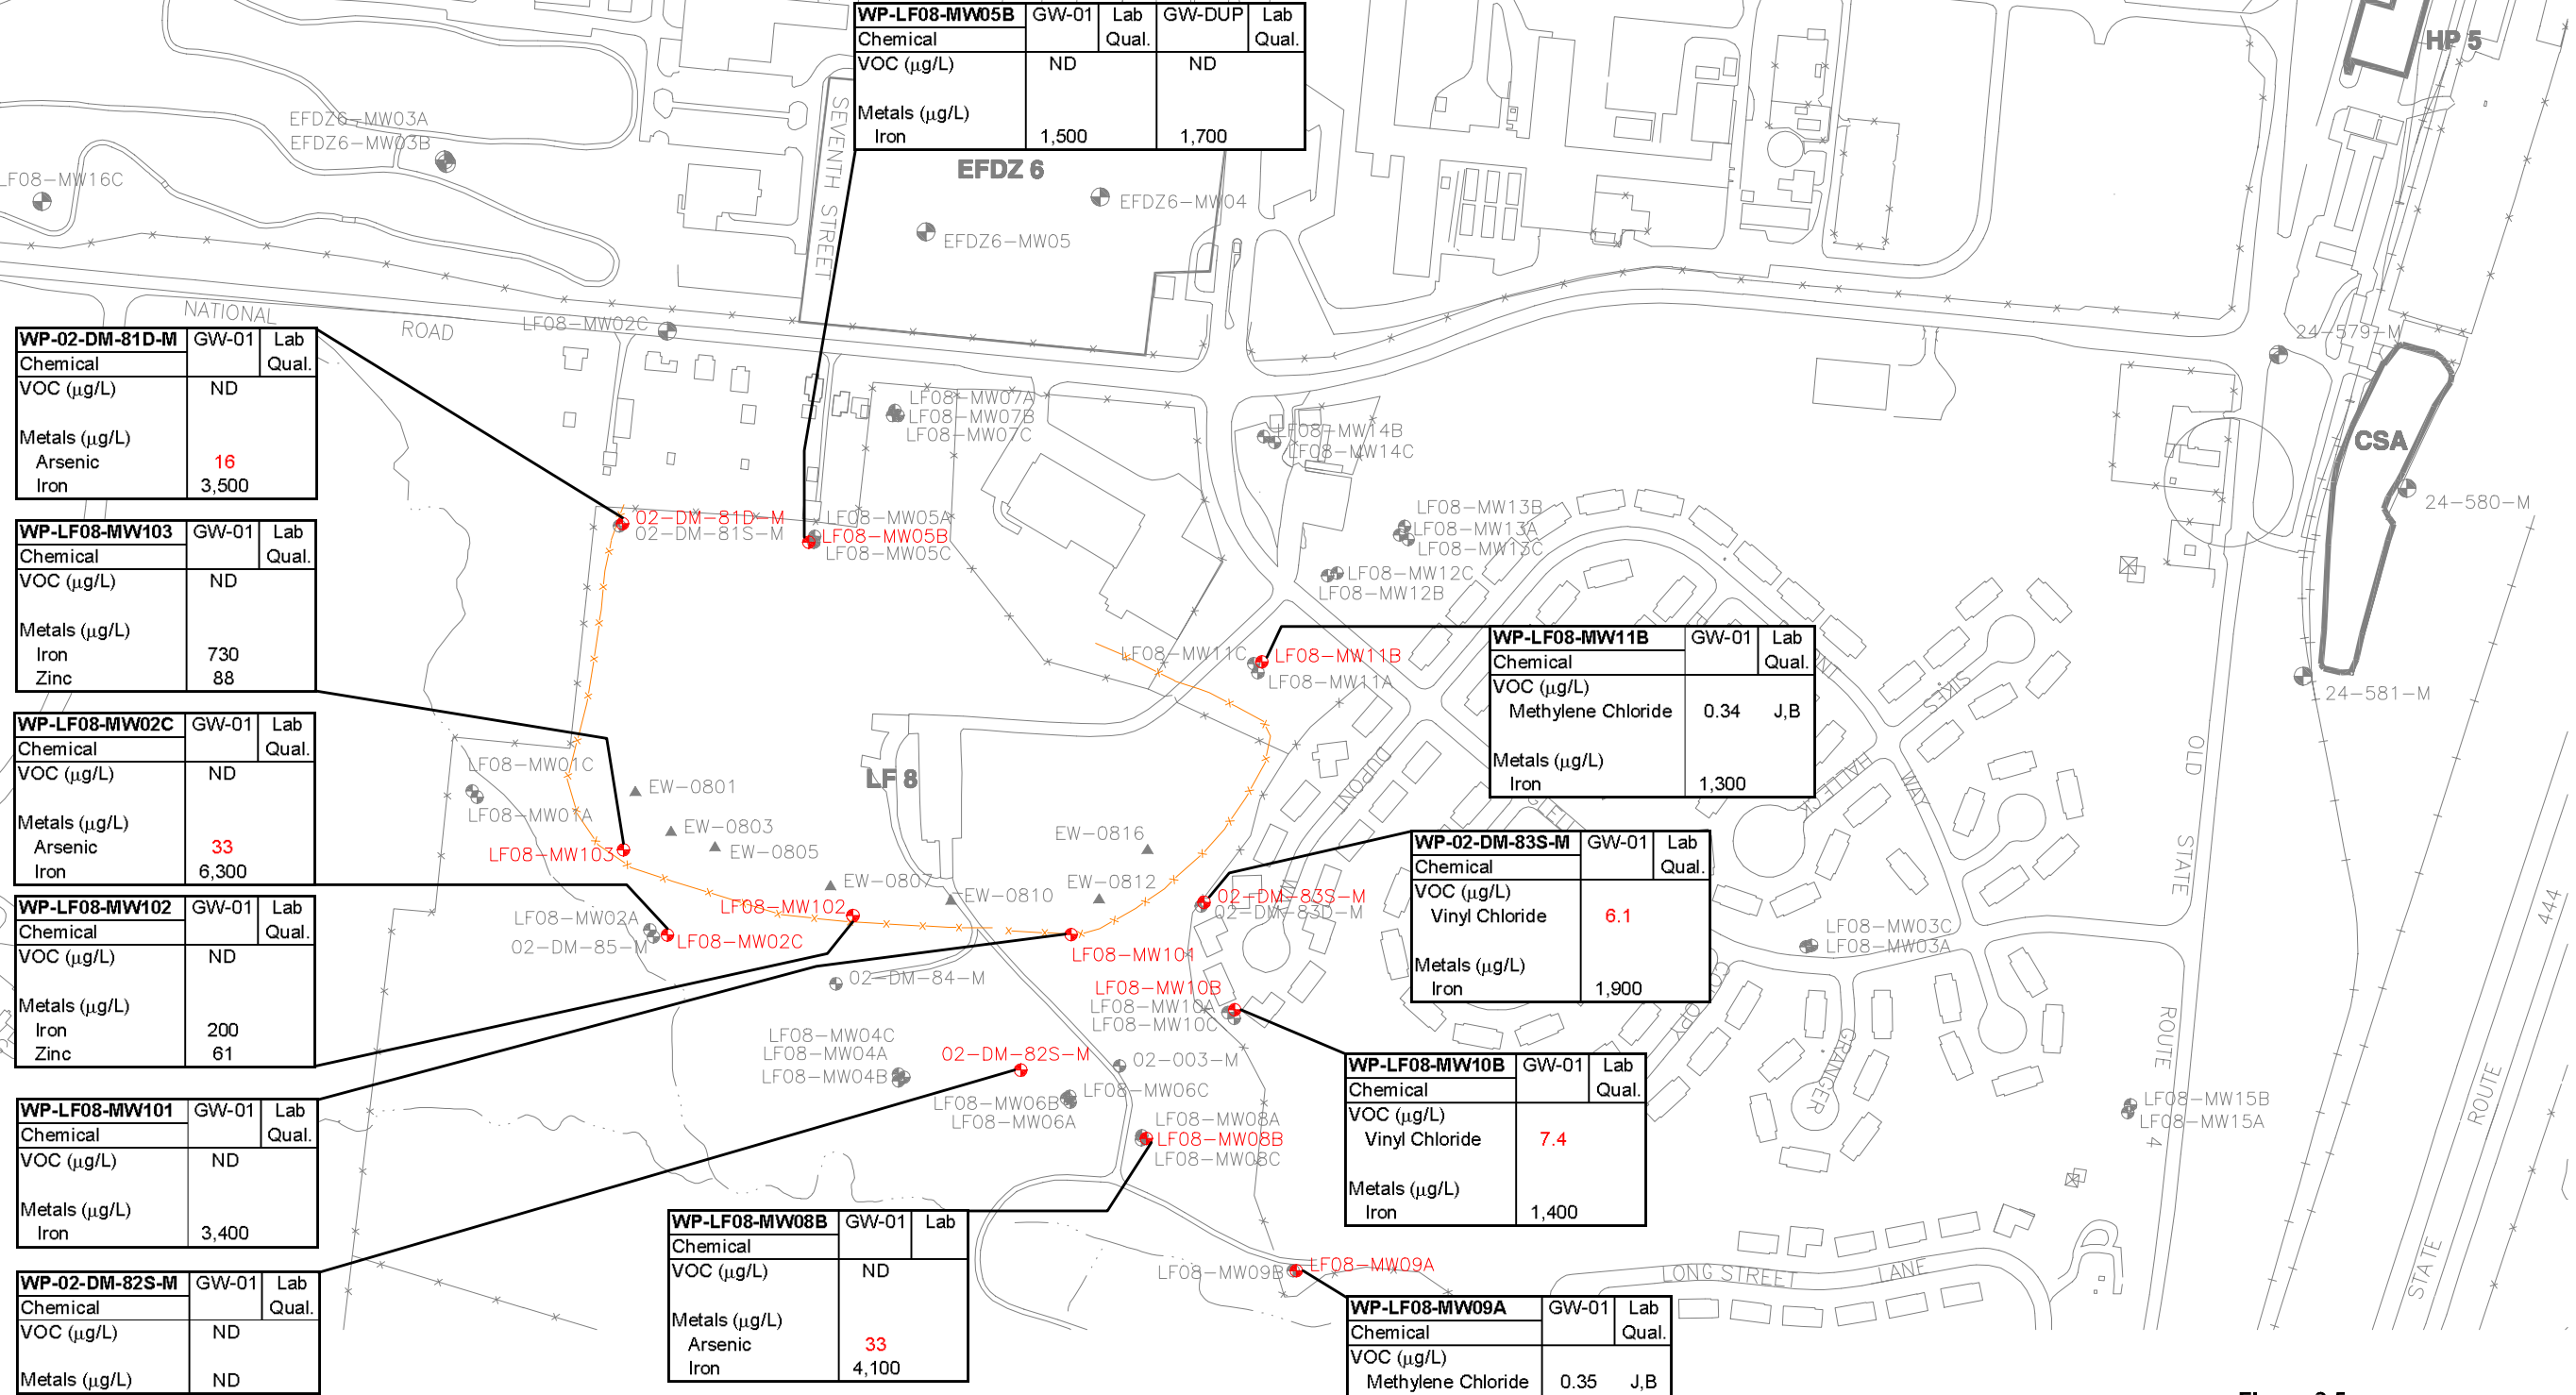 WP-LF08-MW05B GW-01 Lab GW-DUP Lab
Chemical Qual. Qual.
VOC (µg/L) ND ND
Metals (µg/L)
Iron 1,500 1,700
HP 5
EFDZ6-MW03A
EFDZ6-MW03B
LF08-MW16C
SEVENTH STREET
EFDZ 6
EFDZ6-MW04
EFDZ6-MW05
NATIONAL
ROAD
LF08-MW02C
24-579-M
CSA
24-580-M
24-581-M
WP-02-DM-81D-M GW-01 Lab
Chemical Qual.
VOC (µg/L) ND
Metals (µg/L)
Arsenic 16
Iron 3,500
LF08-MW07A
LF08-MW07B
LF08-MW07C
LF08-MW14B
LF08-MW14C
02-DM-81D-M
02-DM-81S-M
LF08-MW05A
LF08-MW05B
LF08-MW05C
LF08-MW13B
LF08-MW13A
LF08-MW13C
LF08-MW12C
LF08-MW12B
WP-LF08-MW103 GW-01 Lab
Chemical Qual.
VOC (µg/L) ND
Metals (µg/L)
Iron 730
Zinc 88
LF08-MW11C
LF08-MW11B
LF08-MW11A
WP-LF08-MW11B GW-01 Lab
Chemical Qual.
VOC (µg/L)
Methylene Chloride 0.34 J,B
Metals (µg/L)
Iron 1,300
SIKES
WP-LF08-MW02C GW-01 Lab
Chemical Qual.
VOC (µg/L) ND
Metals (µg/L)
Arsenic 33
Iron 6,300
LF08-MW01C
LF08-MW01A
EW-0801
EW-0803
EW-0805
LF 8
LF08-MW103
EW-0807
EW-0810
EW-0816
EW-0812
DUPONT
HALLECK
WAY
OLD
STATE
ROUTE
4
WP-02-DM-83S-M GW-01 Lab
Chemical Qual.
VOC (µg/L)
Vinyl Chloride 6.1
Metals (µg/L)
Iron 1,900
WP-LF08-MW102 GW-01 Lab
Chemical Qual.
VOC (µg/L) ND
Metals (µg/L)
Iron 200
Zinc 61
LF08-MW102
LF08-MW02A
LF08-MW02C
02-DM-85-M
02-DM-83S-M
02-DM-83D-M
LF08-MW101
02-DM-84-M
LF08-MW10B
LF08-MW10A
LF08-MW10C
LF08-MW03C
LF08-MW03A
GRANGER
LF08-MW04C
LF08-MW04A
LF08-MW04B
02-DM-82S-M
02-003-M
LF08-MW06C
LF08-MW06B
LF08-MW06A
WP-LF08-MW10B GW-01 Lab
Chemical Qual.
VOC (µg/L)
Vinyl Chloride 7.4
Metals (µg/L)
Iron 1,400
LF08-MW15B
LF08-MW15A
STATE ROUTE 444
WP-LF08-MW101 GW-01 Lab
Chemical Qual.
VOC (µg/L) ND
Metals (µg/L)
Iron 3,400
LF08-MW08A
LF08-MW08B
LF08-MW08C
WP-LF08-MW08B GW-01 Lab
Chemical
VOC (µg/L) ND
Metals (µg/L)
Arsenic 33
Iron 4,100
LF08-MW09B
LF08-MW09A
LONG STREET LANE
WP-02-DM-82S-M GW-01 Lab
Chemical Qual.
VOC (µg/L) ND
Metals (µg/L) ND
WP-LF08-MW09A GW-01 Lab
Chemical Qual.
VOC (µg/L)
Methylene Chloride 0.35 J,B